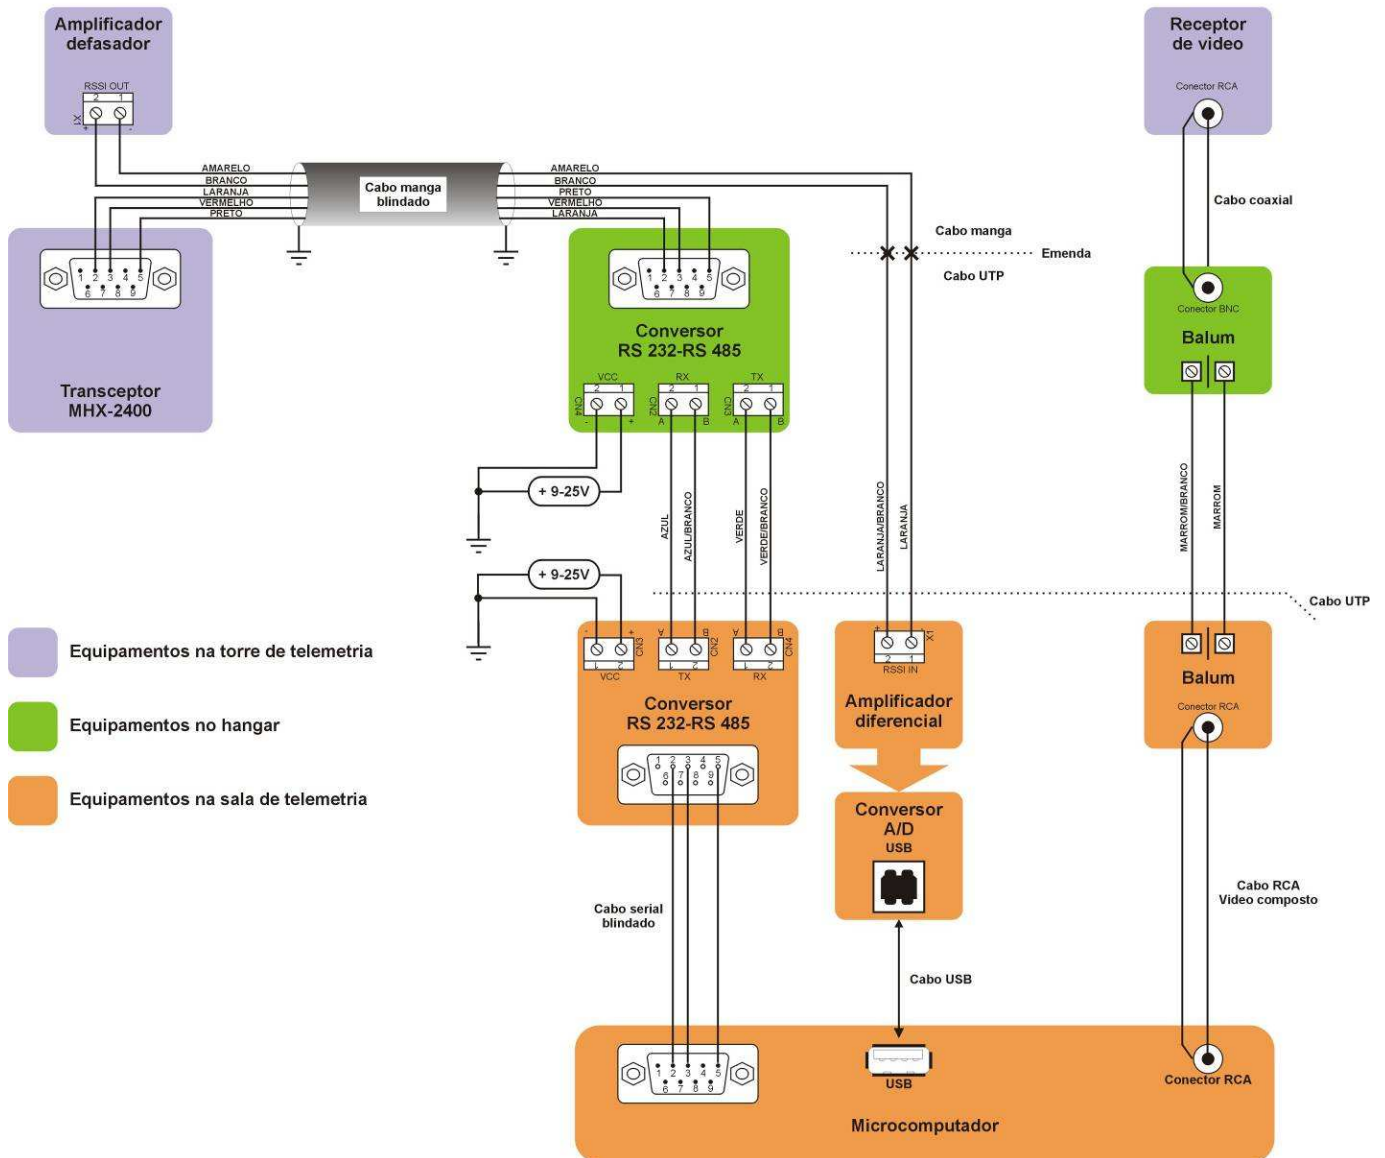 Amplificador
defasador
RSSI OUT
2 1
X1
+ -
Receptor
de video
Conector RCA
AMARELO
BRANCO
LARANJA
VERMELHO
PRETO
Cabo manga
blindado
AMARELO
BRANCO
PRETO
VERMELHO
LARANJA
Cabo coaxial
Cabo manga
Emenda
Cabo UTP
1 2 3 4 5
6 7 8 9
Transceptor
MHX-2400
1 2 3 4 5
6 7 8 9
Conversor
RS 232-RS 485
VCC RX TX
2 1 2 1 2 1
CN4 CN2 CN3
- + A B A B
Conector BNC
Balum
+ 9-25V
AZUL
AZUL/BRANCO
VERDE
VERDE/BRANCO
LARANJA/BRANCO
LARANJA
MARROM/BRANCO
MARROM
+ 9-25V
Cabo UTP
- + A B A B
CN3 CN2 CN4
1 2 1 2 1 2
VCC TX RX
Conversor
RS 232-RS 485
1 2 3 4 5
6 7 8 9
+
X1
2 1
RSSI IN
Amplificador
diferencial
Balum
Conector RCA
Equipamentos na torre de telemetria
Equipamentos no hangar
Equipamentos na sala de telemetria
Conversor
A/D
USB
Cabo serial
blindado
Cabo USB
Cabo RCA
Video composto
1 2 3 4 5
6 7 8 9
USB
Conector RCA
Microcomputador